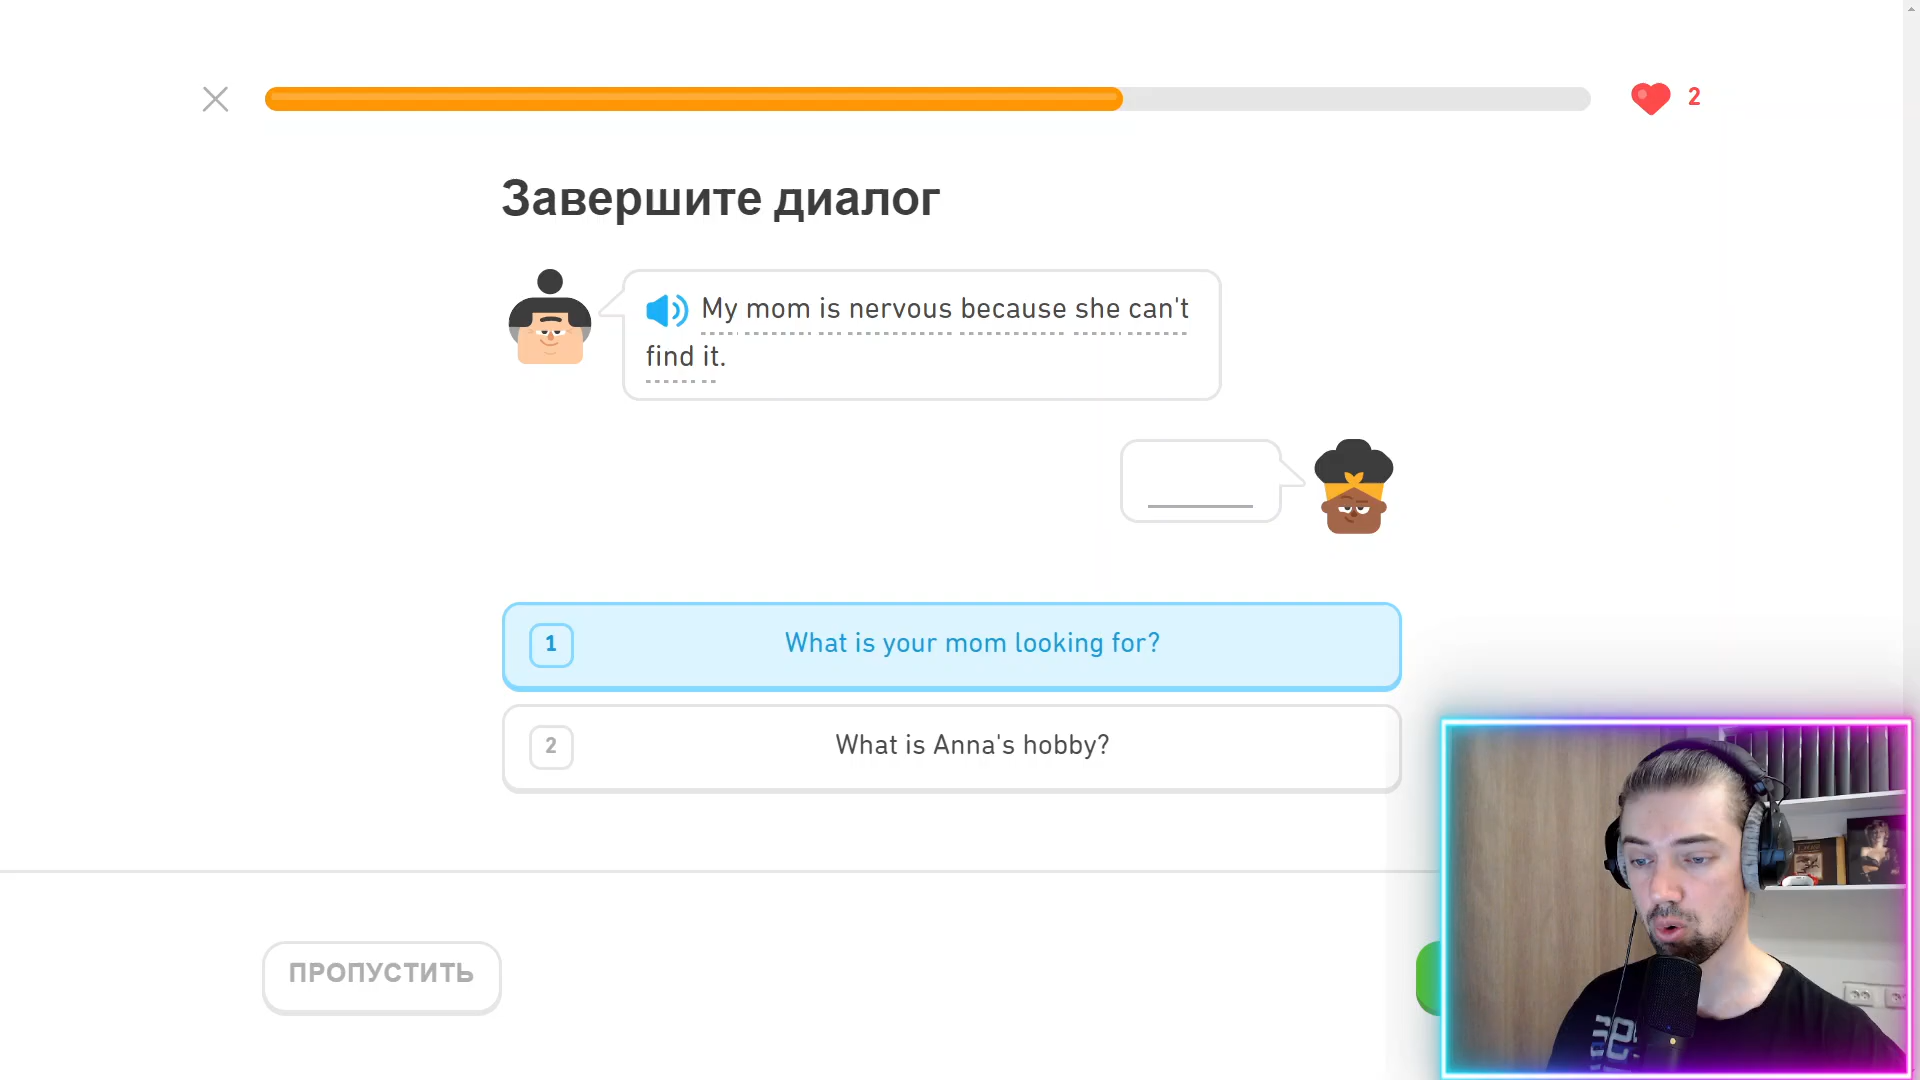 2
Завершите диалог
My mom is nervous because she can't
find it.
1
What is your mom looking for?
2
What is Anna's hobby?
ПРОПУСТИТЬ